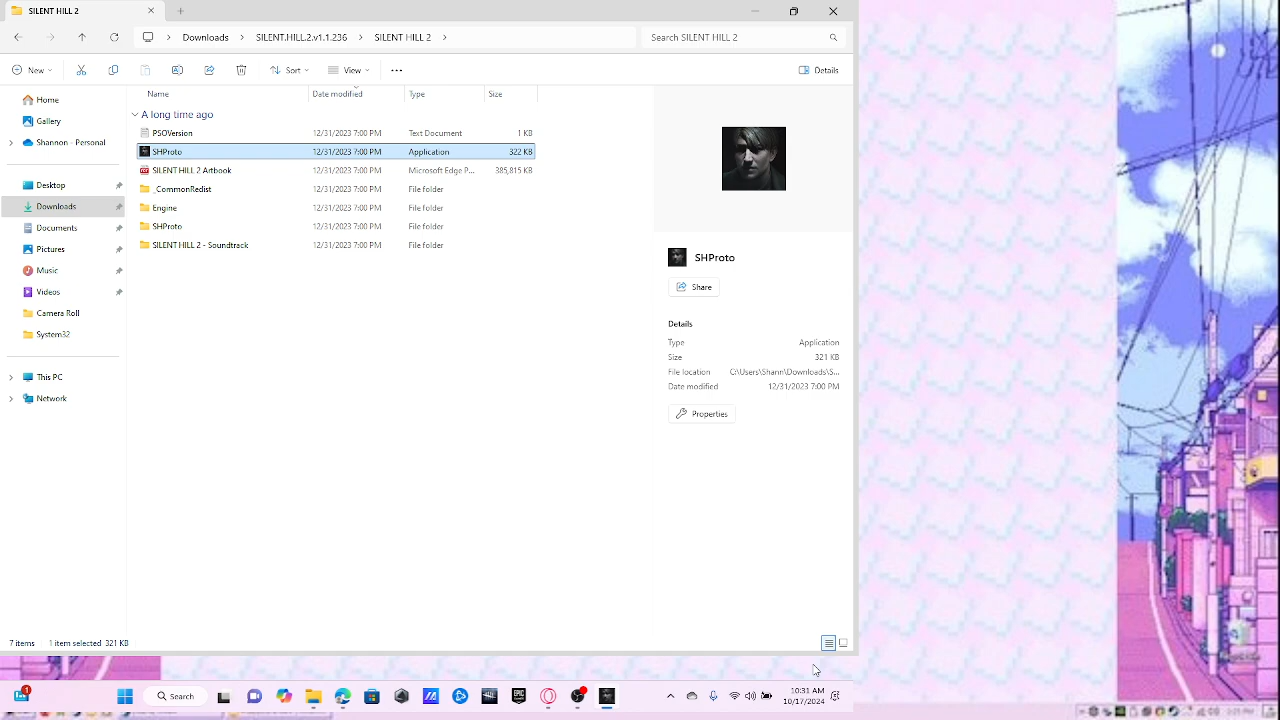 SILENT HILL 2
Downloads > SILENT.HILL.2.v1.1.236 > SILENT HILL 2 >
Search SILENT HILL 2
New
Sort
View
Details
Home
Gallery
Shannon - Personal
Desktop
Downloads
Documents
Pictures
Music
Videos
Camera Roll
System32
This PC
Network
Name Date modified Type Size
A long time ago
PSOVersion 12/31/2023 7:00 PM Text Document 1 KB
SHProto 12/31/2023 7:00 PM Application 322 KB
SILENT HILL 2 Artbook 12/31/2023 7:00 PM Microsoft Edge P... 385,815 KB
_CommonRedist 12/31/2023 7:00 PM File folder
Engine 12/31/2023 7:00 PM File folder
SHProto 12/31/2023 7:00 PM File folder
SILENT HILL 2 - Soundtrack 12/31/2023 7:00 PM File folder
SHProto
Share
Details
Type Application
Size 321 KB
File location C:\Users\Shann\Downloads\S...
Date modified 12/31/2023 7:00 PM
Properties
7 items 1 item selected 321 KB
Search
10:31